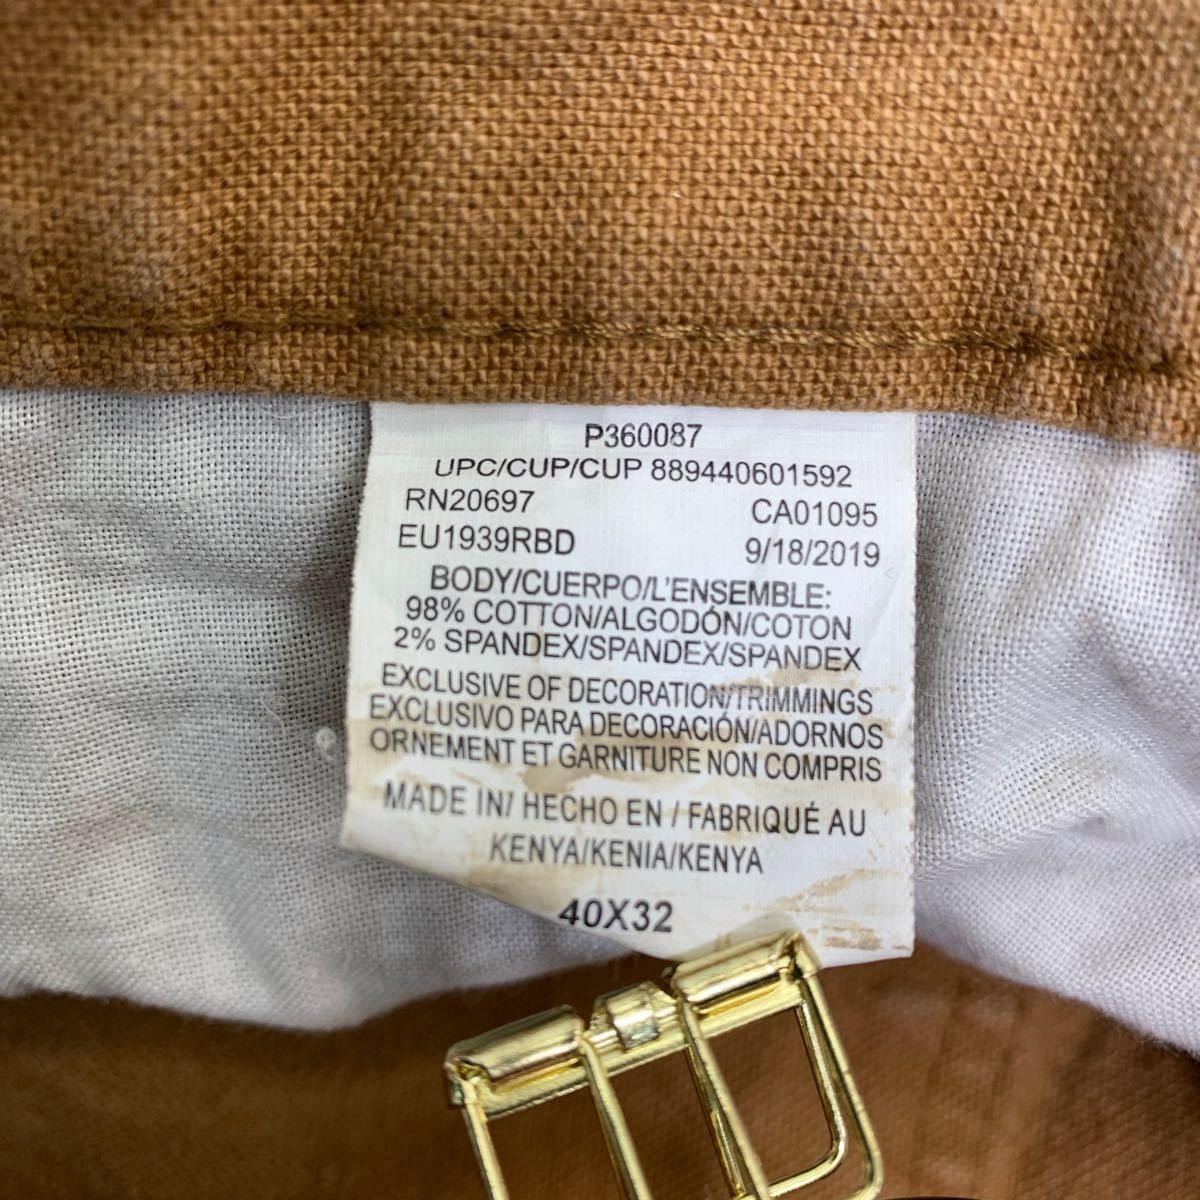 P360087
UPC/CUP/CUP 889440601592
RN20697 CA01095
EU1939RBD 9/18/2019
BODY/CUERPO/L'ENSEMBLE:
98% COTTON/ALGODÓN/COTON
2% SPANDEX/SPANDEX/SPANDEX
EXCLUSIVE OF DECORATION/TRIMMINGS
EXCLUSIVO PARA DECORACIÓN/ADORNOS
ORNEMENT ET GARNITURE NON COMPRIS
MADE IN/ HECHO EN / FABRIQUÉ AU
KENYA/KENIA/KENYA
40X32